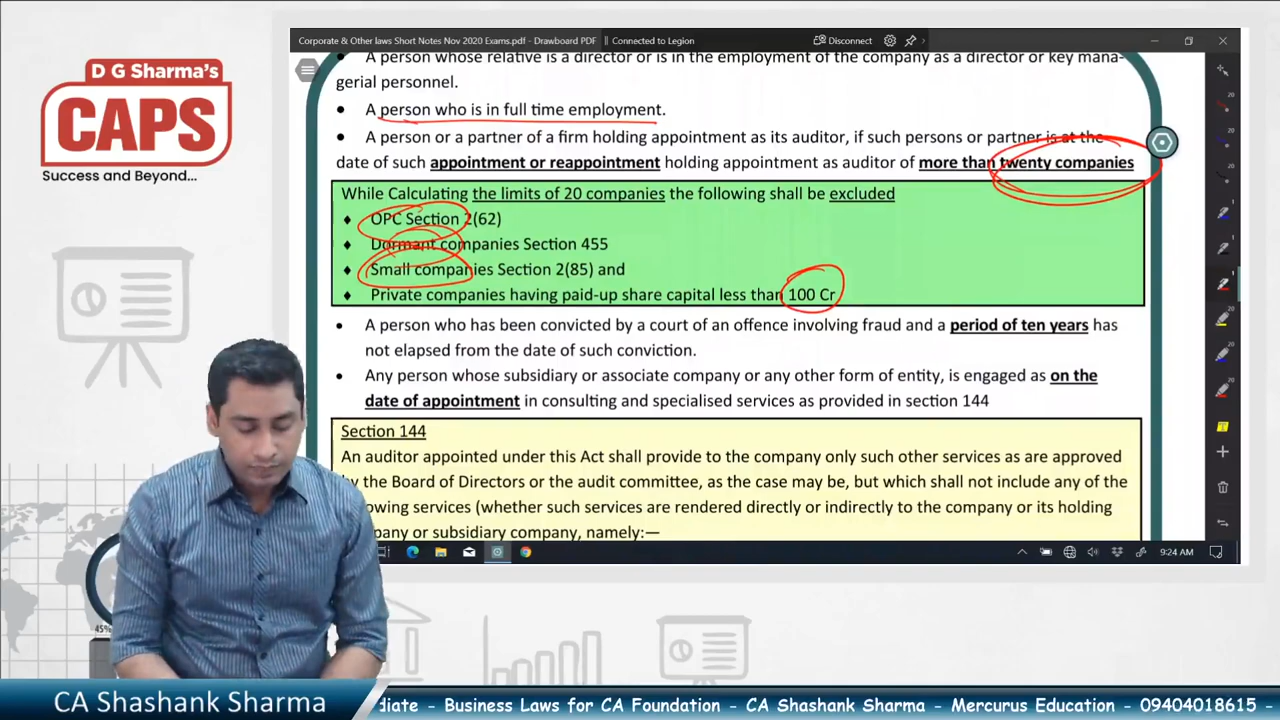 D G Sharma's
CAPS
Success and Beyond...
Corporate & Other laws Short Notes Nov 2020 Exams.pdf - Drawboard PDF
Connected to Legion
Disconnect
A person whose relative is a director or is in the employment of the company as a director or key mana-
gerial personnel.
• A person who is in full time employment.
• A person or a partner of a firm holding appointment as its auditor, if such persons or partner is at the
date of such appointment or reappointment holding appointment as auditor of more than twenty companies
While Calculating the limits of 20 companies the following shall be excluded
♦ OPC Section 2(62)
♦ Dormant companies Section 455
♦ Small companies Section 2(85) and
♦ Private companies having paid-up share capital less than 100 Cr
• A person who has been convicted by a court of an offence involving fraud and a period of ten years has
not elapsed from the date of such conviction.
• Any person whose subsidiary or associate company or any other form of entity, is engaged as on the
date of appointment in consulting and specialised services as provided in section 144
Section 144
An auditor appointed under this Act shall provide to the company only such other services as are approved
by the Board of Directors or the audit committee, as the case may be, but which shall not include any of the
owing services (whether such services are rendered directly or indirectly to the company or its holding
pany or subsidiary company, namely:—
9:24 AM
45%
CA Shashank Sharma
diate - Business Laws for CA Foundation - CA Shashank Sharma - Mercurus Education - 09404018615 -